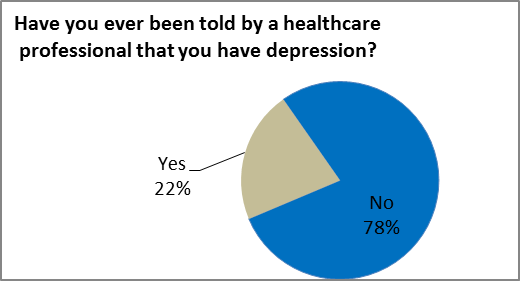 Have you ever been told by a healthcare
professional that you have depression?
Yes
22%
No
78%